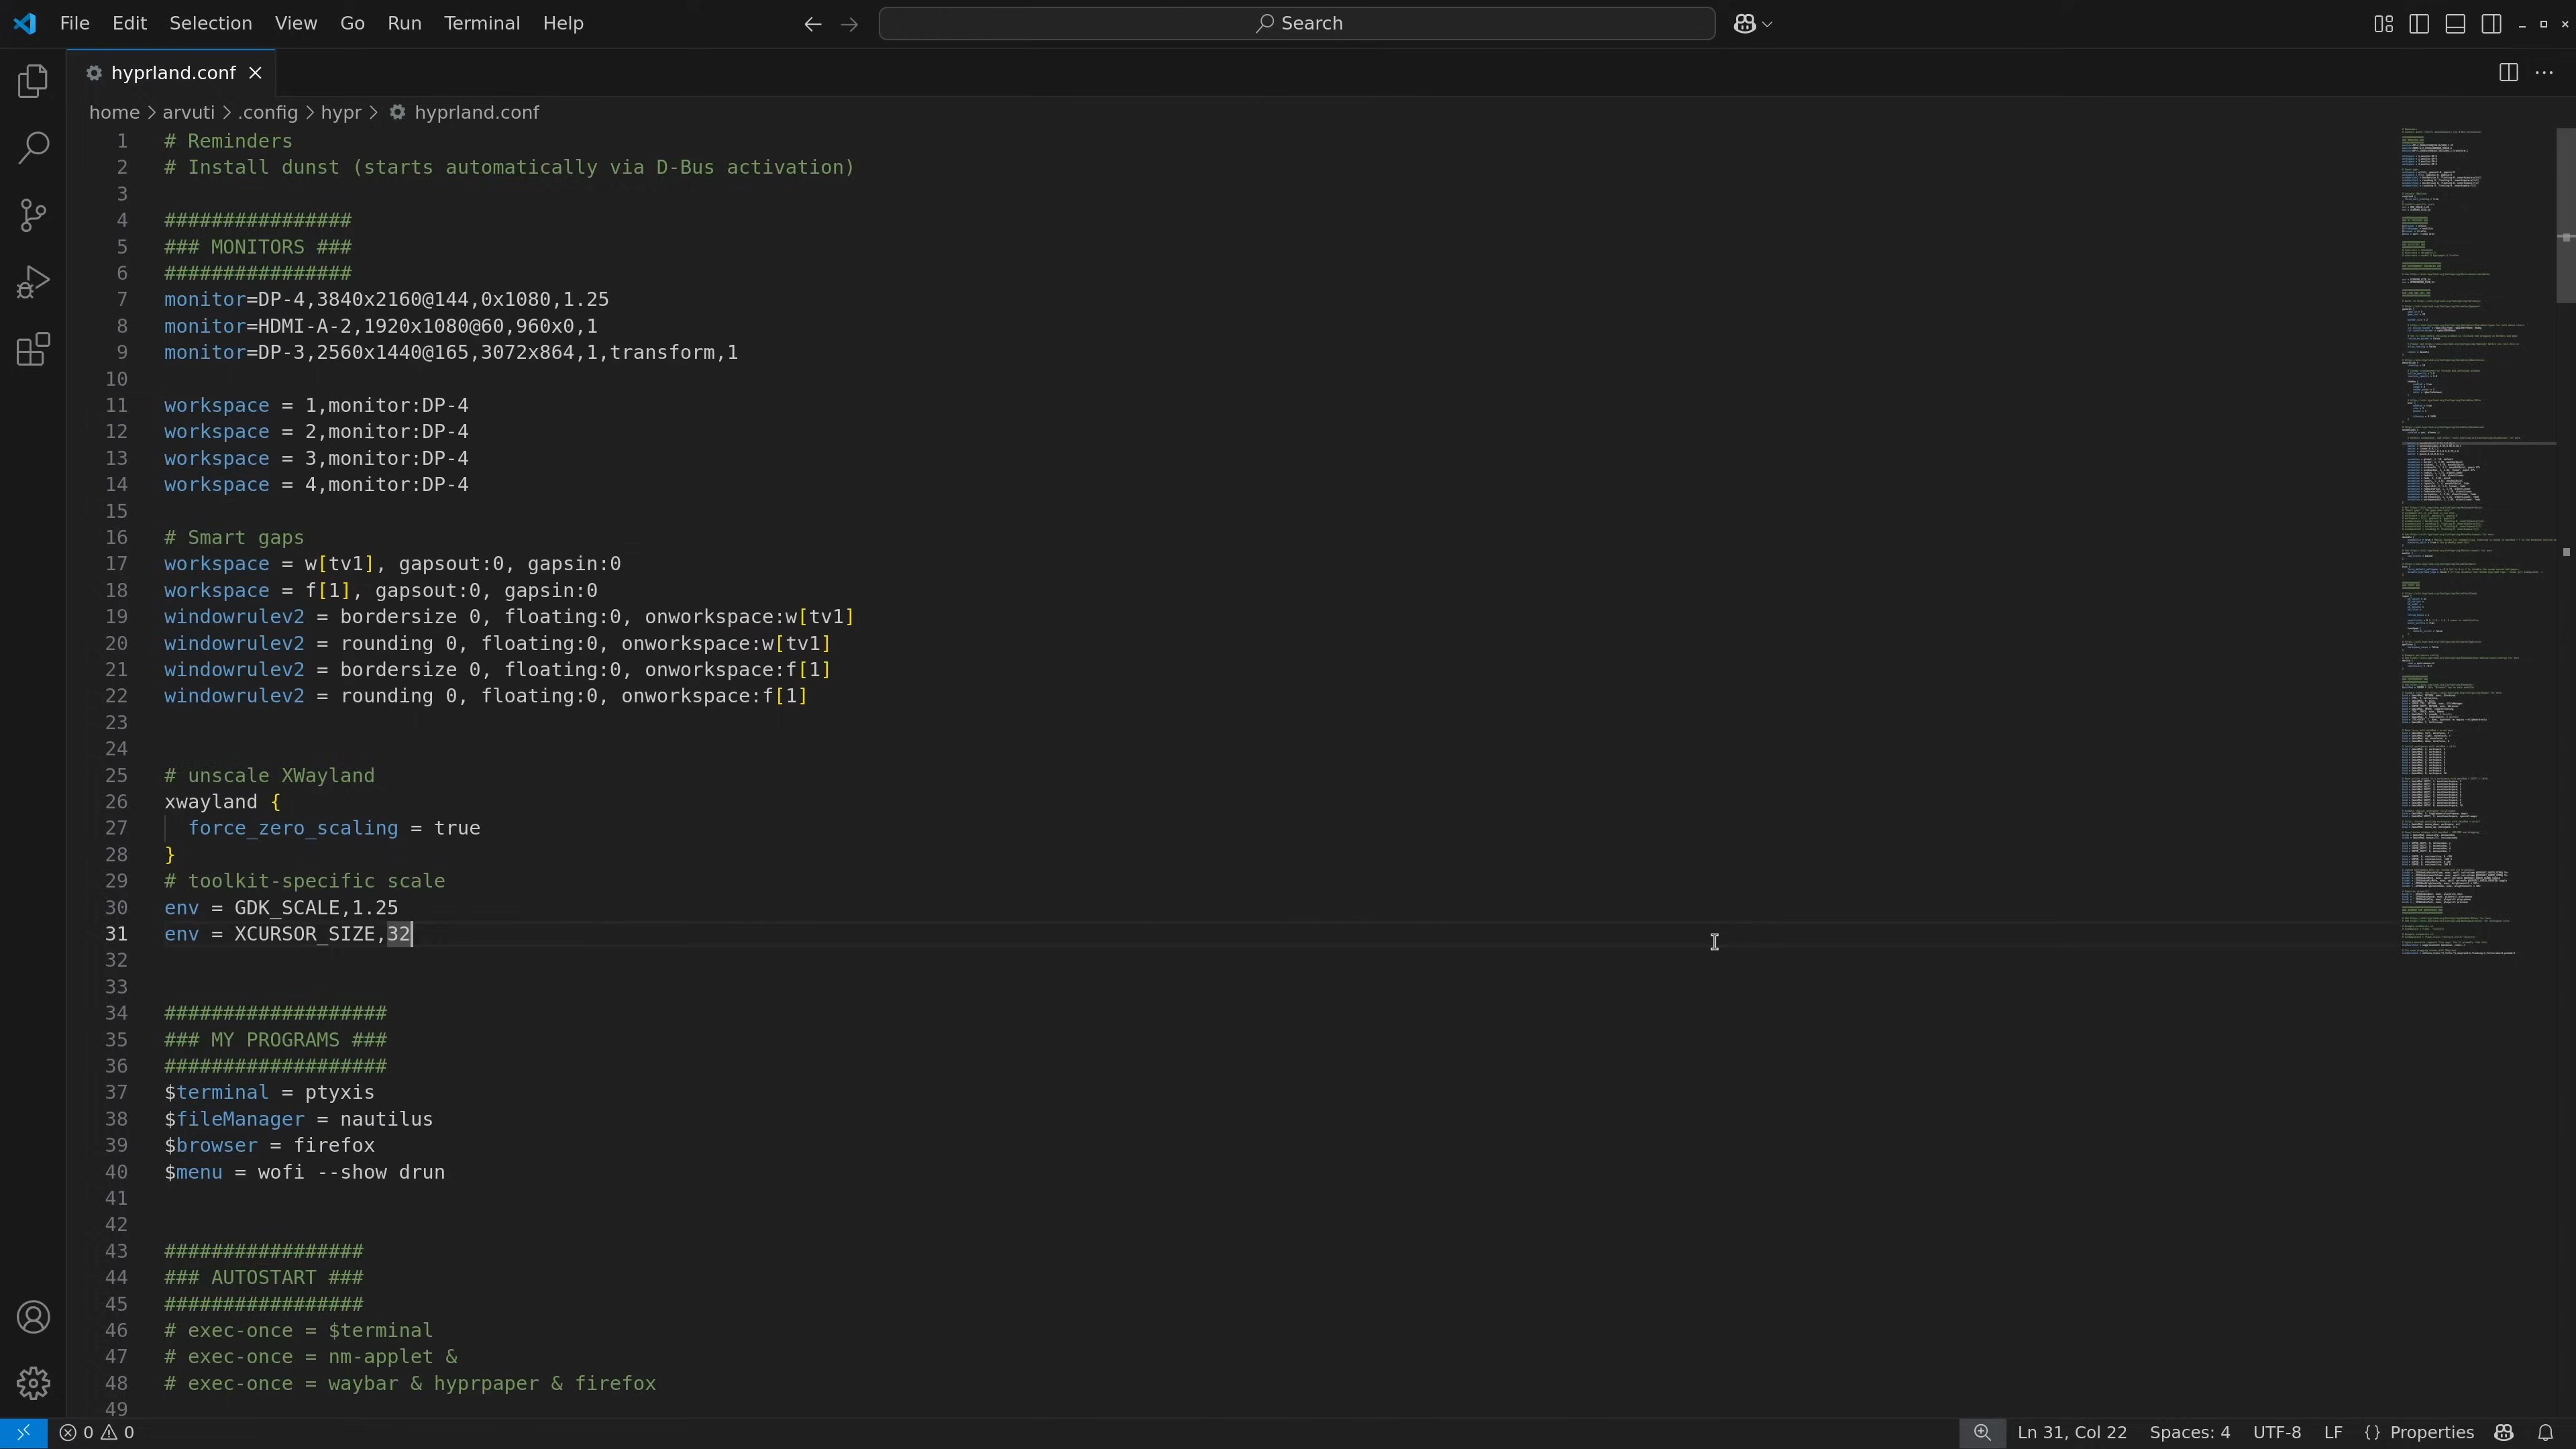 File Edit Selection View Go Run Terminal Help Search
hyprland.conf
home > arvuti > .config > hypr > hyprland.conf
1 # Reminders
2 # Install dunst (starts automatically via D-Bus activation)
3
4 ################
5 ### MONITORS ###
6 ################
7 monitor=DP-4,3840x2160@144,0x1080,1.25
8 monitor=HDMI-A-2,1920x1080@60,960x0,1
9 monitor=DP-3,2560x1440@165,3072x864,1,transform,1
10
11 workspace = 1,monitor:DP-4
12 workspace = 2,monitor:DP-4
13 workspace = 3,monitor:DP-4
14 workspace = 4,monitor:DP-4
15
16 # Smart gaps
17 workspace = w[tv1], gapsout:0, gapsin:0
18 workspace = f[1], gapsout:0, gapsin:0
19 windowrulev2 = bordersize 0, floating:0, onworkspace:w[tv1]
20 windowrulev2 = rounding 0, floating:0, onworkspace:w[tv1]
21 windowrulev2 = bordersize 0, floating:0, onworkspace:f[1]
22 windowrulev2 = rounding 0, floating:0, onworkspace:f[1]
23
24
25 # unscale XWayland
26 xwayland {
27   force_zero_scaling = true
28 }
29 # toolkit-specific scale
30 env = GDK_SCALE,1.25
31 env = XCURSOR_SIZE,32
32
33
34 ###################
35 ### MY PROGRAMS ###
36 ###################
37 $terminal = ptyxis
38 $fileManager = nautilus
39 $browser = firefox
40 $menu = wofi --show drun
41
42
43 #################
44 ### AUTOSTART ###
45 #################
46 # exec-once = $terminal
47 # exec-once = nm-applet &
48 # exec-once = waybar & hyprpaper & firefox
49
0 0 Ln 31, Col 22 Spaces: 4 UTF-8 LF {} Properties